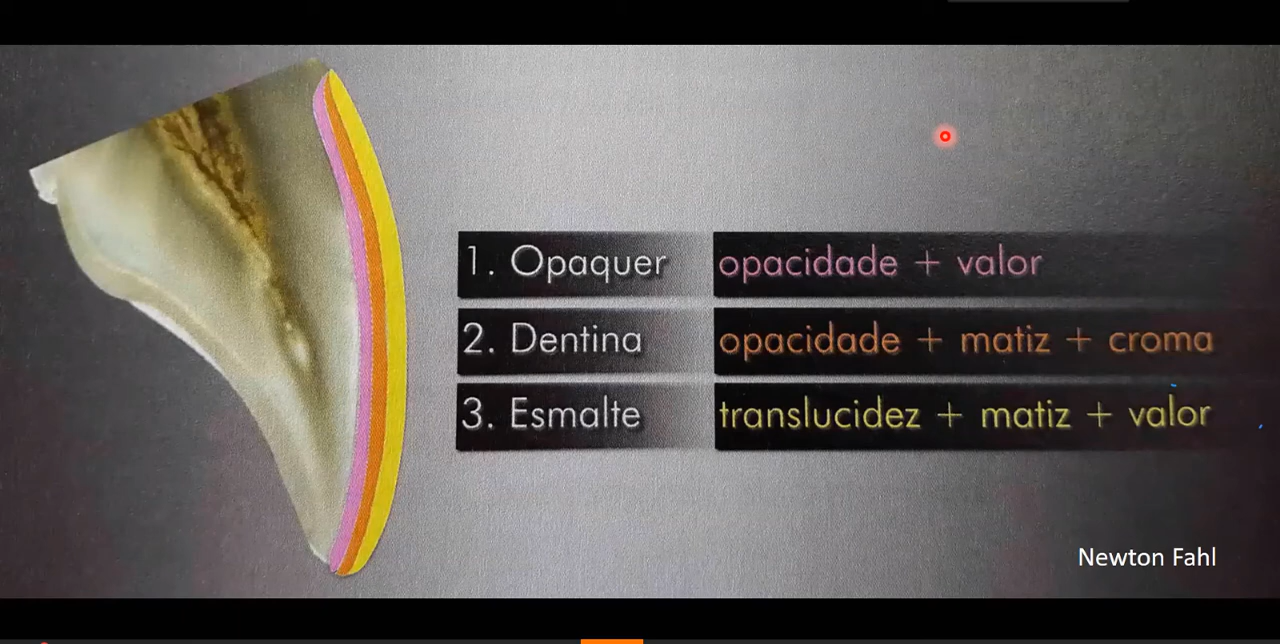 1. Opaquer opacidade + valor
2. Dentina opacidade + matiz + croma
3. Esmalte translucidez + matiz + valor
Newton Fahl